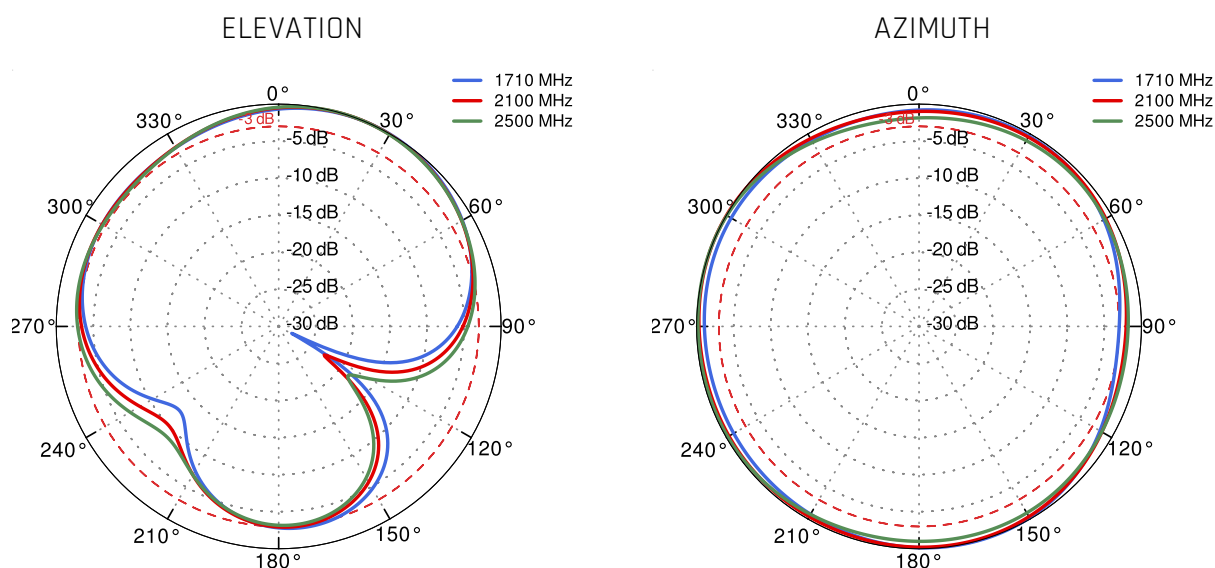 ELEVATION
1710 MHz
2100 MHz
2500 MHz
0°
-3 dB
330°
30°
-5 dB
-10 dB
300°
60°
-15 dB
-20 dB
-25 dB
-30 dB
270°
90°
240°
120°
210°
150°
180°
AZIMUTH
1710 MHz
2100 MHz
2500 MHz
0°
-3 dB
330°
30°
-5 dB
-10 dB
300°
60°
-15 dB
-20 dB
-25 dB
-30 dB
270°
90°
240°
120°
210°
150°
180°